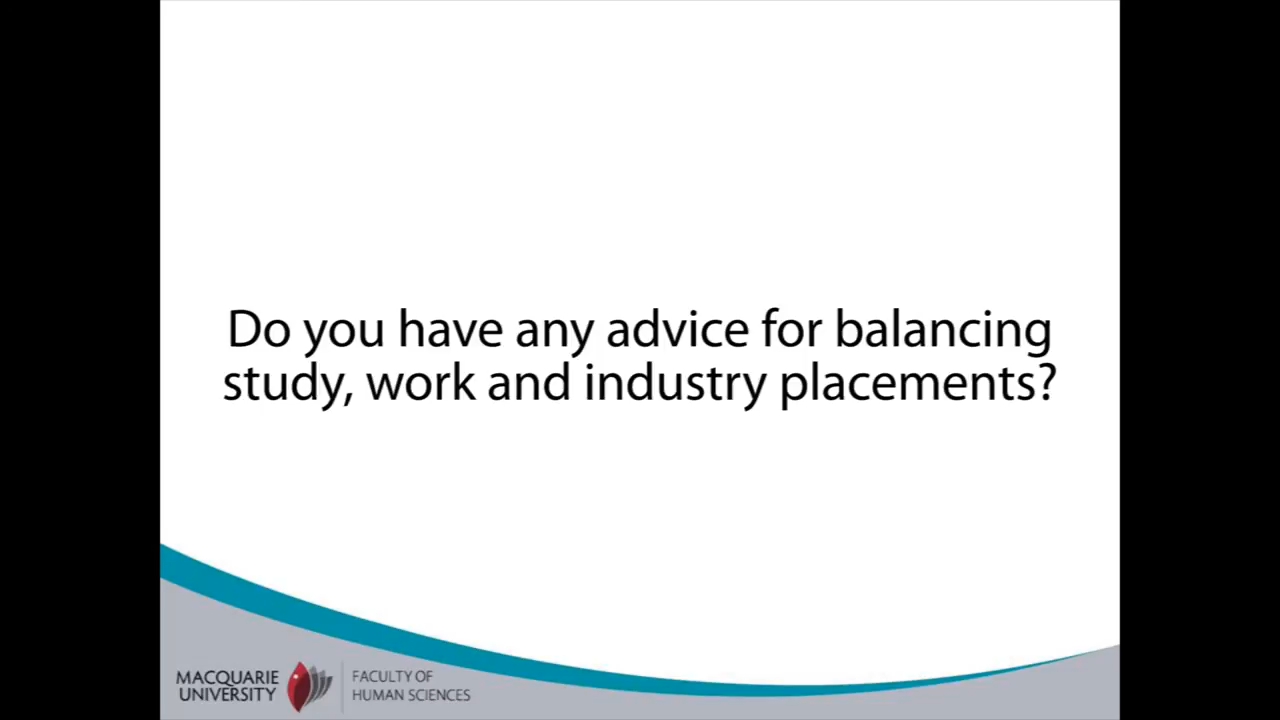 Do you have any advice for balancing
study, work and industry placements?
MACQUARIE
UNIVERSITY
FACULTY OF
HUMAN SCIENCES